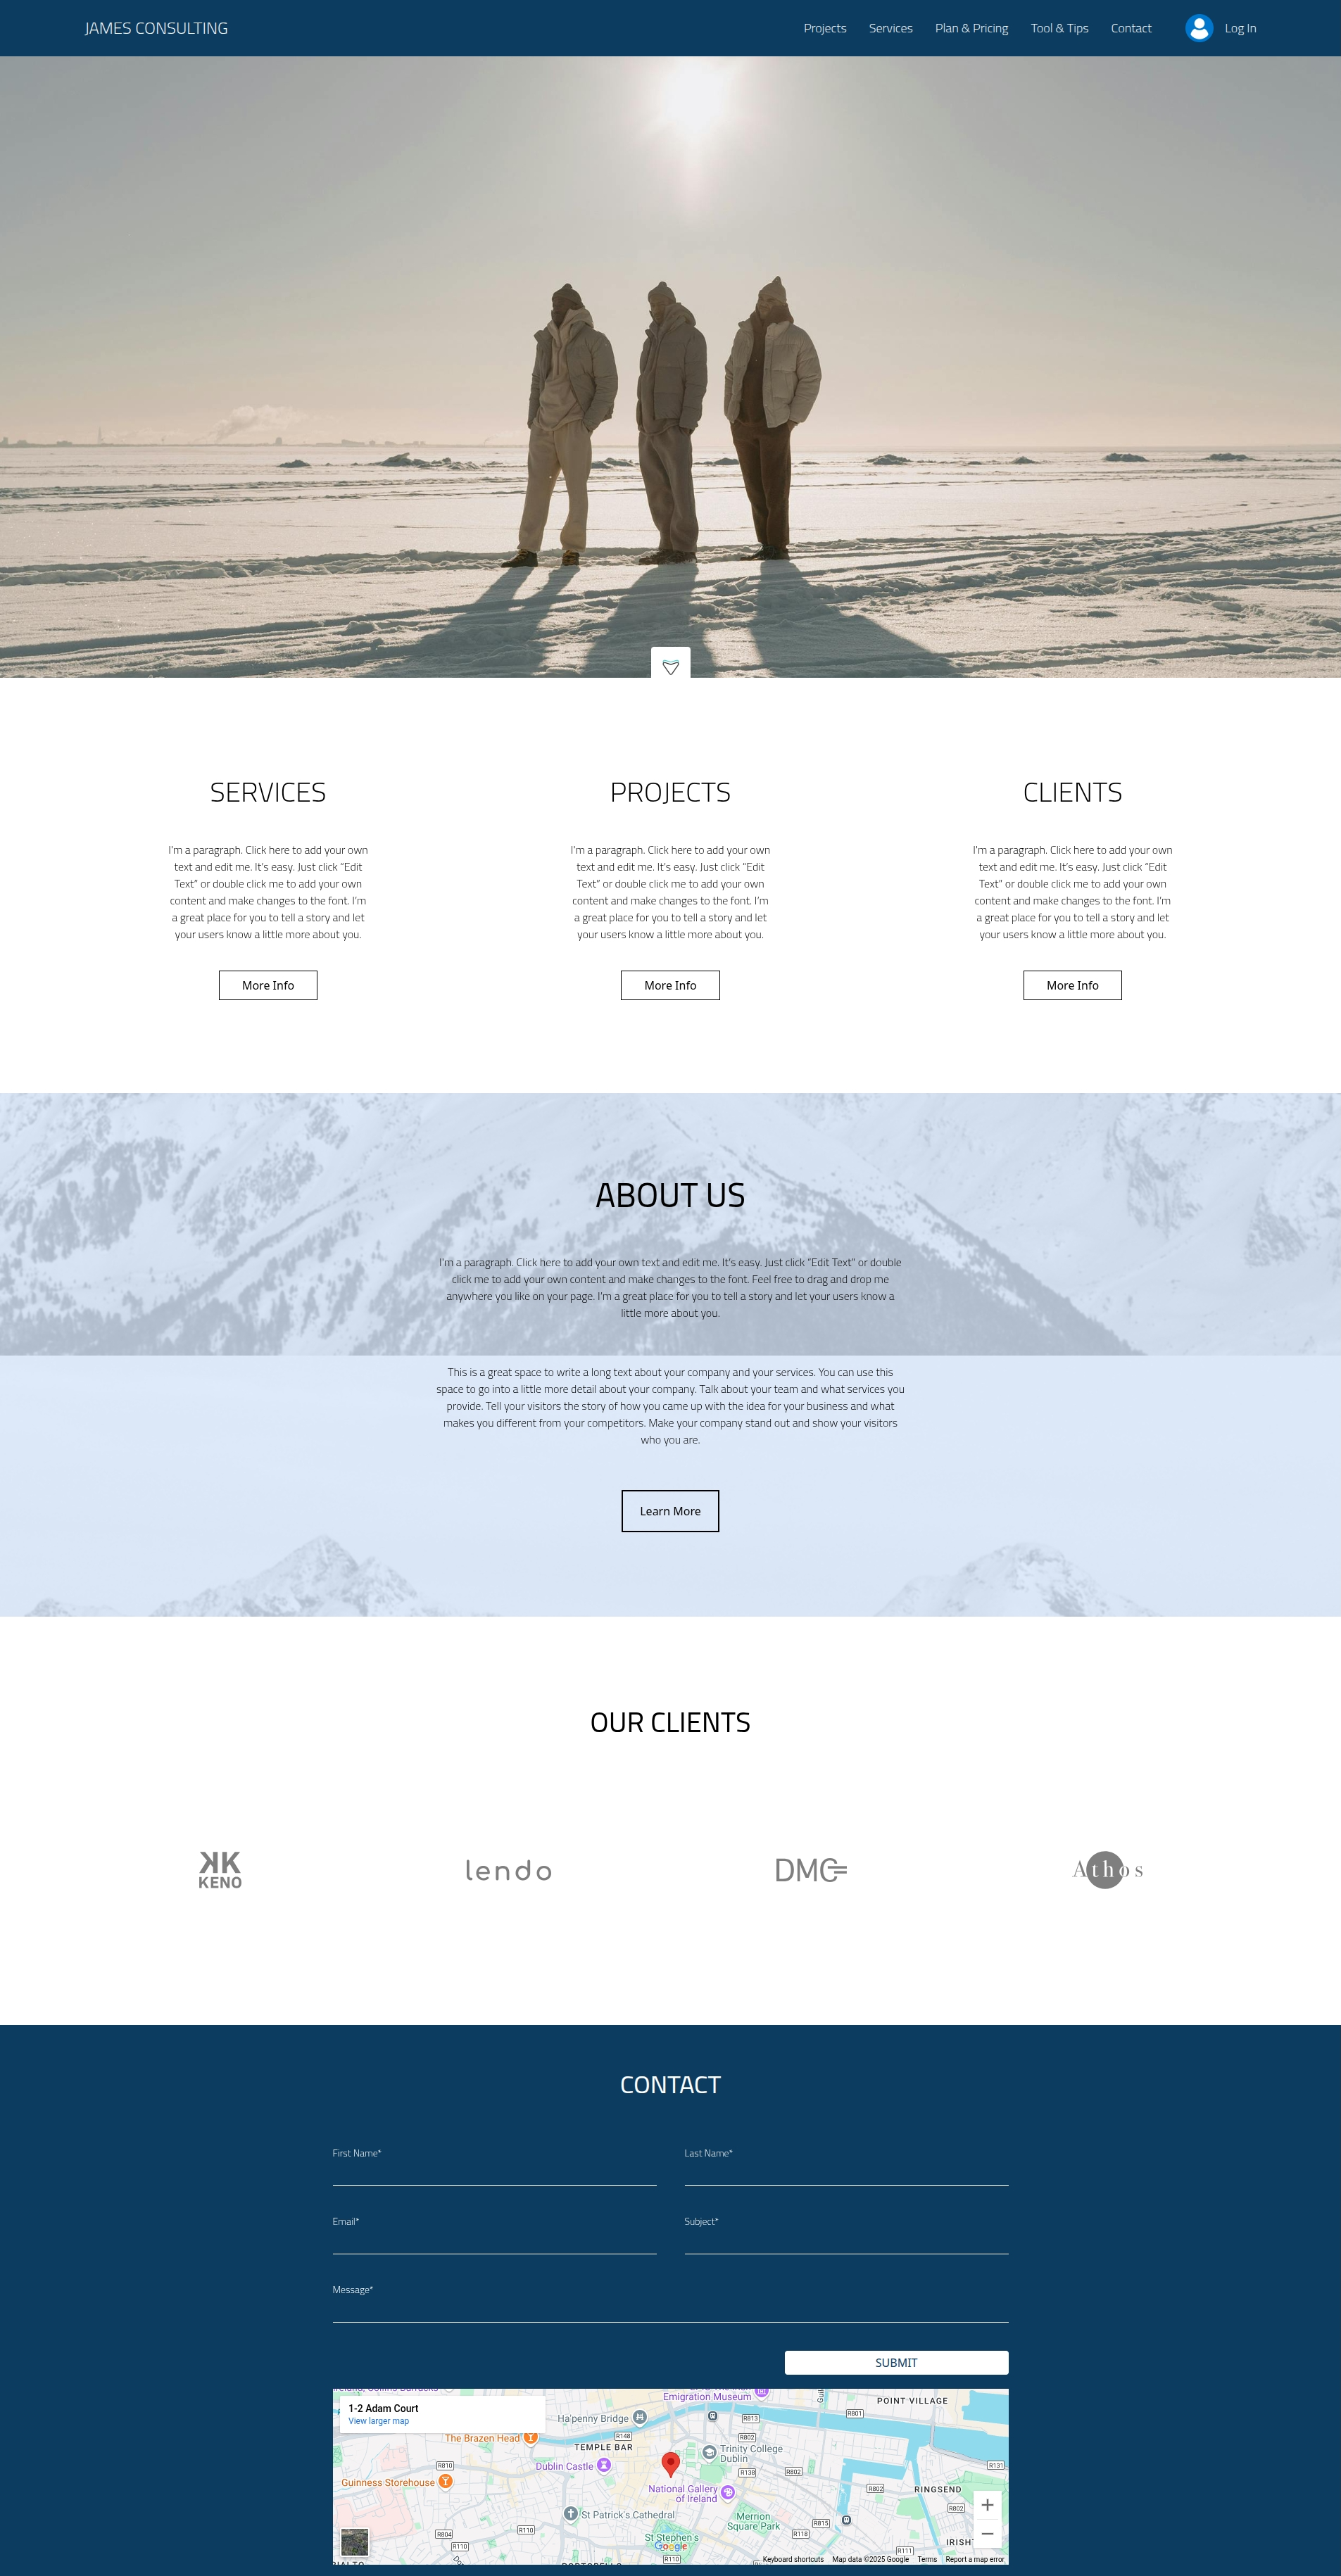 JAMES CONSULTING
Projects
Services
Plan & Pricing
Tool & Tips
Contact
Log In
SERVICES
I'm a paragraph. Click here to add your own
text and edit me. It's easy. Just click “Edit
Text” or double click me to add your own
content and make changes to the font. I'm
a great place for you to tell a story and let
your users know a little more about you.
More Info
PROJECTS
I'm a paragraph. Click here to add your own
text and edit me. It's easy. Just click “Edit
Text” or double click me to add your own
content and make changes to the font. I'm
a great place for you to tell a story and let
your users know a little more about you.
More Info
CLIENTS
I'm a paragraph. Click here to add your own
text and edit me. It's easy. Just click “Edit
Text” or double click me to add your own
content and make changes to the font. I'm
a great place for you to tell a story and let
your users know a little more about you.
More Info
ABOUT US
I'm a paragraph. Click here to add your own text and edit me. It's easy. Just click “Edit Text” or double
click me to add your own content and make changes to the font. Feel free to drag and drop me
anywhere you like on your page. I'm a great place for you to tell a story and let your users know a
little more about you.
This is a great space to write a long text about your company and your services. You can use this
space to go into a little more detail about your company. Talk about your team and what services you
provide. Tell your visitors the story of how you came up with the idea for your business and what
makes you different from your competitors. Make your company stand out and show your visitors
who you are.
Learn More
OUR CLIENTS
KK
KENO
lendo
DMC
Athos
CONTACT
First Name*
Last Name*
Email*
Subject*
Message*
SUBMIT
1-2 Adam Court
View larger map
Emigration Museum
POINT VILLAGE
Ha'penny Bridge
R813
R801
The Brazen Head
R148
R802
TEMPLE BAR
Trinity College
Dublin
Dublin Castle
R810
R138
R802
R131
Guinness Storehouse
National Gallery
of Ireland
R802
RINGSEND
R802
St Patrick's Cathedral
Merrion
Square Park
R815
R804
R110
R118
R110
St Stephen's
Google
R111
R110
Keyboard shortcuts
Map data ©2025 Google
Terms
Report a map error